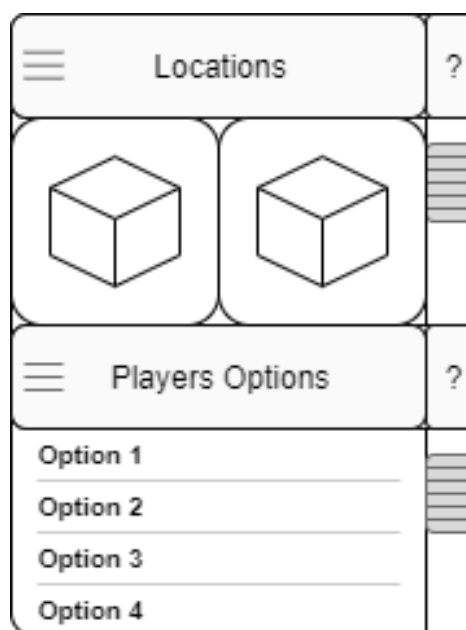 Locations ?
Players Options ?
Option 1
Option 2
Option 3
Option 4